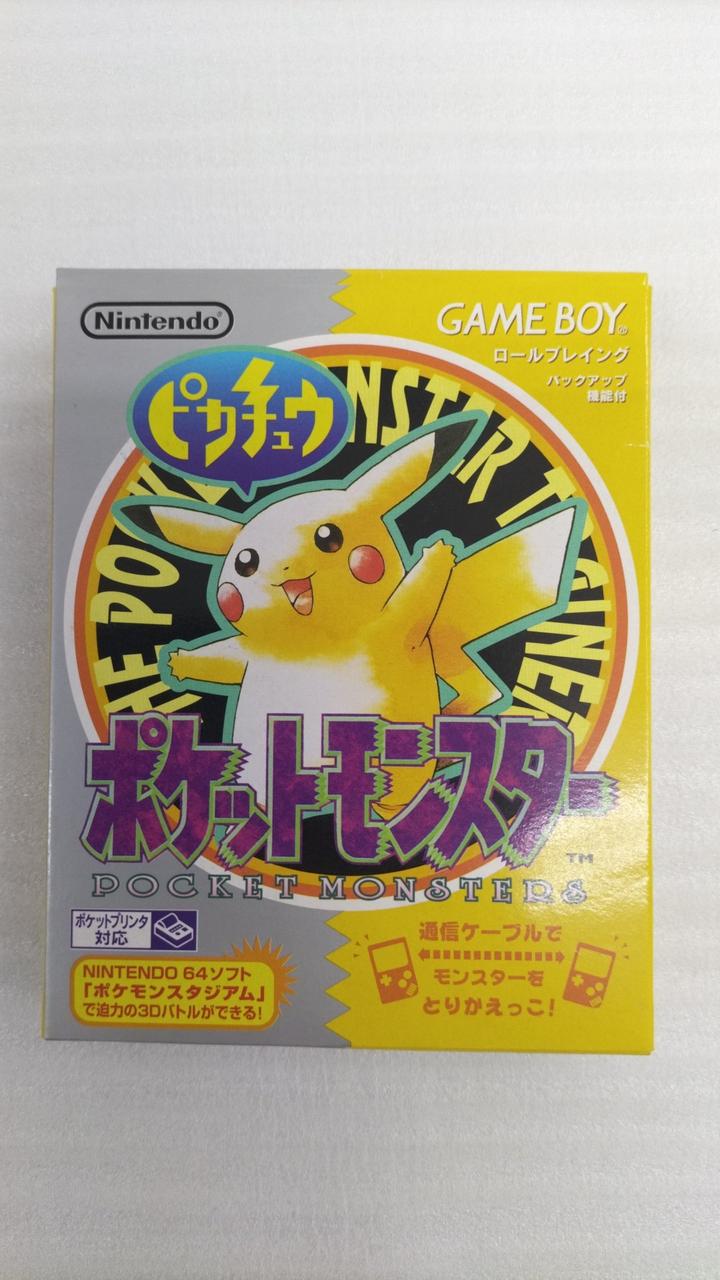 Nintendo®
GAME BOY®
ロールプレイング
バックアップ
機能付
ピカチュウ
ポケットモンスター
TM
POCKET MONSTERS
ポケットプリンタ
対応
NINTENDO 64ソフト
「ポケモンスタジアム」
で迫力の3Dバトルができる!
通信ケーブルで
モンスターを
とりかえっこ!